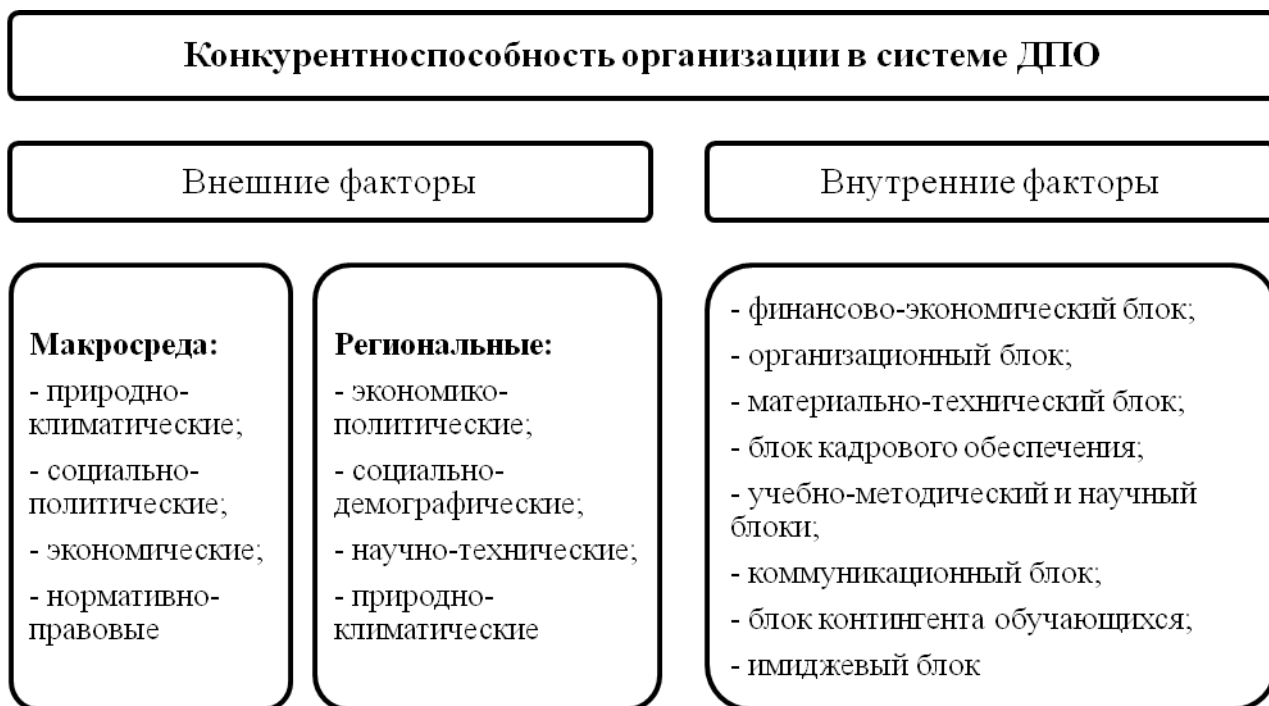 Конкурентноспособность организации в системе ДПО
Внешние факторы
Внутренние факторы
Макросреда:
- природно-
климатические;
- социально-
политические;
- экономические;
- нормативно-
правовые
Региональные:
- экономико-
политические;
- социально-
демографические;
- научно-технические;
- природно-
климатические
- финансово-экономический блок;
- организационный блок;
- материально-технический блок;
- блок кадрового обеспечения;
- учебно-методический и научный
блоки;
- коммуникационный блок;
- блок контингента обучающихся;
- имиджевый блок